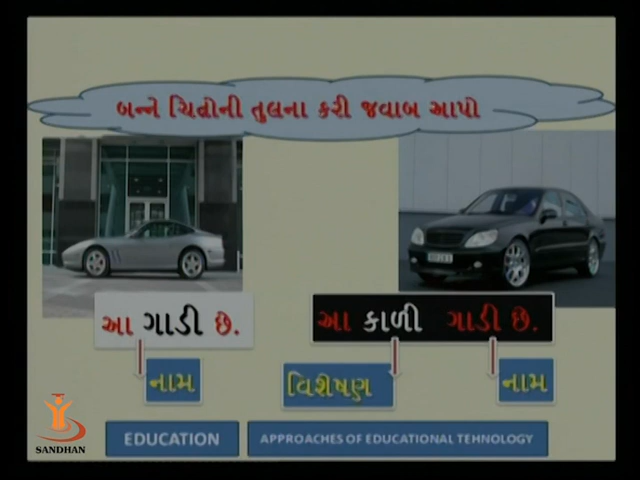 બન્ને ચિત્રોની તુલના કરી જવાબ આપો
આ ગાડી છે.
આ કાળી ગાડી છે.
નામ
વિશેષણ
નામ
SANDHAN
EDUCATION
APPROACHES OF EDUCATIONAL TEHNOLOGY